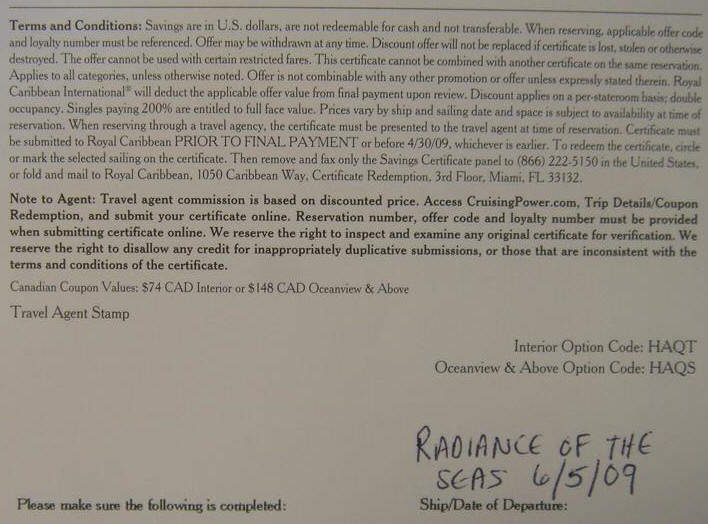 Terms and Conditions: Savings are in U.S. dollars, are not redeemable for cash and not transferable. When reserving, applicable offer code
and loyalty number must be referenced. Offer may be withdrawn at any time. Discount offer will not be replaced if certificate is lost, stolen or otherwise
destroyed. The offer cannot be used with certain restricted fares. This certificate cannot be combined with another certificate on the same reservation.
Applies to all categories, unless otherwise noted. Offer is not combinable with any other promotion or offer unless expressly stated therein. Royal
Caribbean International® will deduct the applicable offer value from final payment upon review. Discount applies on a per-stateroom basis; double
occupancy. Singles paying 200% are entitled to full face value. Prices vary by ship and sailing date and space is subject to availability at time of
reservation. When reserving through a travel agency, the certificate must be presented to the travel agent at time of reservation. Certificate must
be submitted to Royal Caribbean PRIOR TO FINAL PAYMENT or before 4/30/09, whichever is earlier. To redeem the certificate, circle
or mark the selected sailing on the certificate. Then remove and fax only the Savings Certificate panel to (866) 222-5150 in the United States,
or fold and mail to Royal Caribbean, 1050 Caribbean Way, Certificate Redemption, 3rd Floor, Miami, FL 33132.
Note to Agent: Travel agent commission is based on discounted price. Access CruisingPower.com, Trip Details/Coupon
Redemption, and submit your certificate online. Reservation number, offer code and loyalty number must be provided
when submitting certificate online. We reserve the right to inspect and examine any original certificate for verification. We
reserve the right to disallow any credit for inappropriately duplicative submissions, or those that are inconsistent with the
terms and conditions of the certificate.
Canadian Coupon Values: $74 CAD Interior or $148 CAD Oceanview & Above
Travel Agent Stamp
Interior Option Code: HAQT
Oceanview & Above Option Code: HAQS
RADIANCE OF THE
SEAS 6/5/09
Please make sure the following is completed:
Ship/Date of Departure: